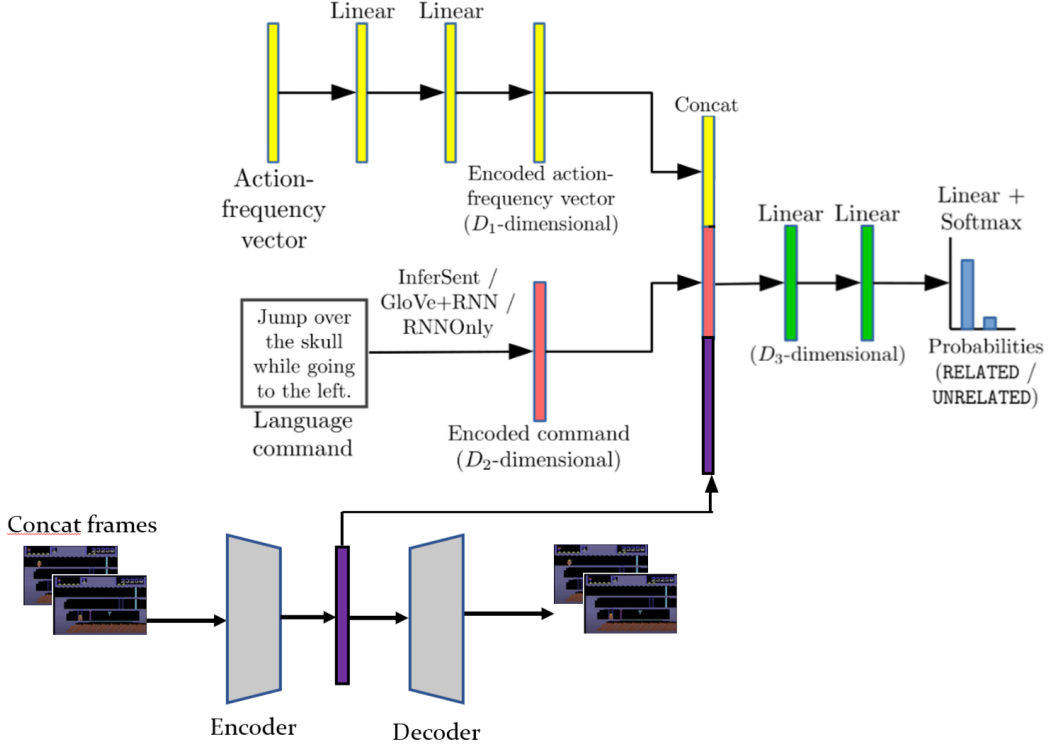 Linear
Linear
Concat
Action-
frequency
vector
Encoded action-
frequency vector
(D₁-dimensional)
Linear
Linear
Linear +
Softmax
InferSent /
GloVe+RNN /
RNNOnly
Jump over
the skull
while going
to the left.
Language
command
Encoded command
(D₂-dimensional)
(D₃-dimensional)
Probabilities
(RELATED /
UNRELATED)
Concat frames
Encoder
Decoder